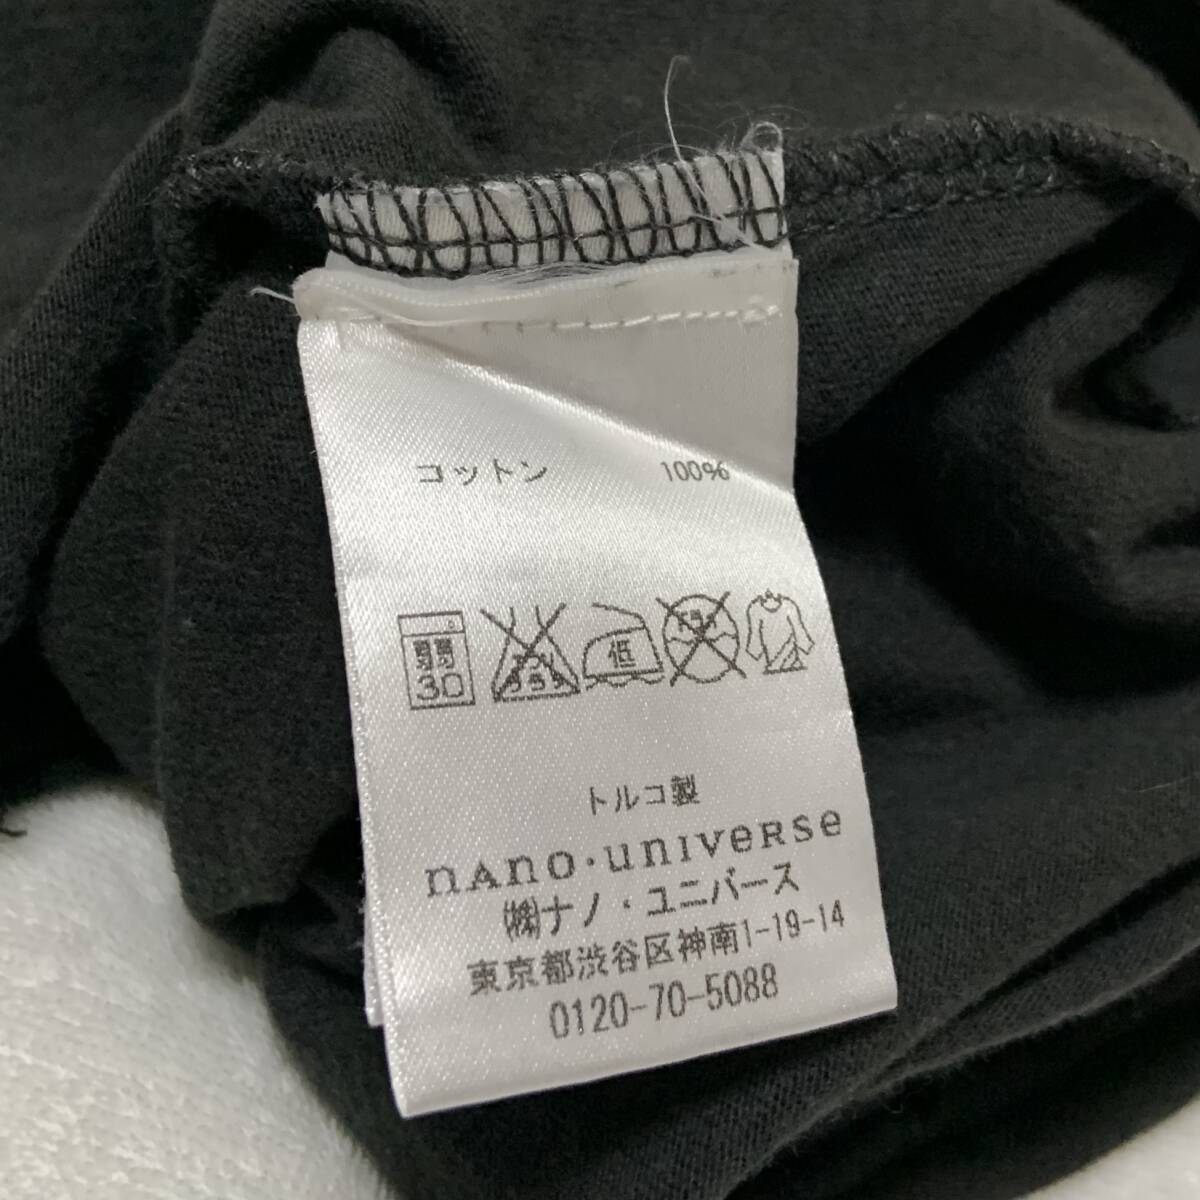 コットン 100%
30
低
トルコ製
nano・universe
㈱ナノ・ユニバース
東京都渋谷区神南1-19-14
0120-70-5088